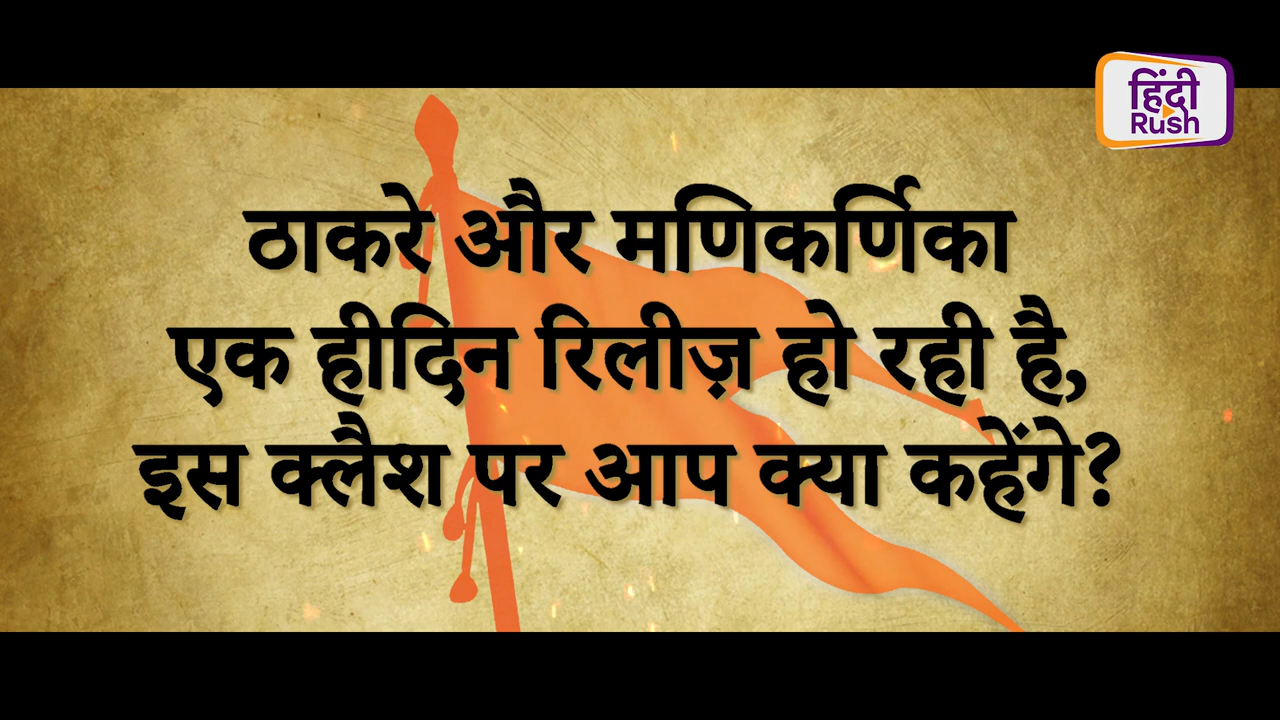 हिंदी
Rush
ठाकरे और मणिकर्णिका
एक हीदिन रिलीज़ हो रही है,
इस क्लैश पर आप क्या कहेंगे?